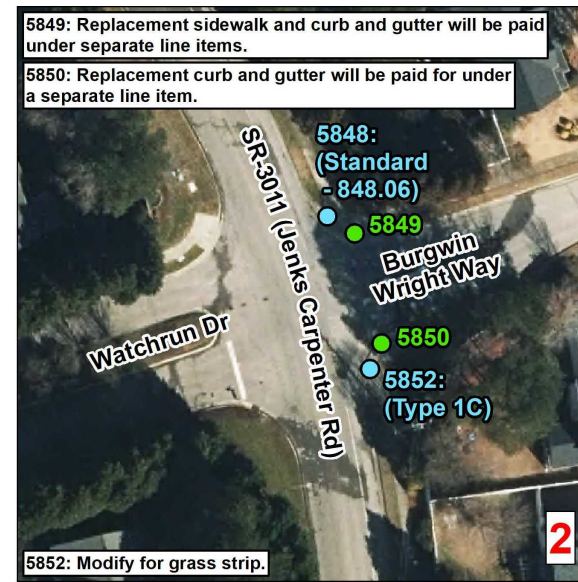 5849: Replacement sidewalk and curb and gutter will be paid
under separate line items.
5850: Replacement curb and gutter will be paid for under
a separate line item.
5848:
(Standard
- 848.06)
5849
SR-3011 (Jenks Carpenter Rd)
Burgwin
Wright Way
Watchrun Dr
5850
5852:
(Type 1C)
2
5852: Modify for grass strip.